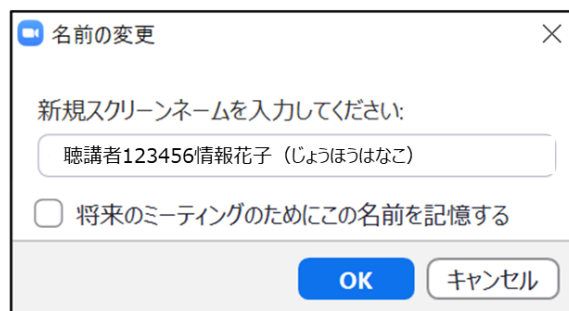 名前の変更
新規スクリーンネームを入力してください:
聴講者123456情報花子（じょうほうはなこ）
将来のミーティングのためにこの名前を記憶する
OK
キャンセル